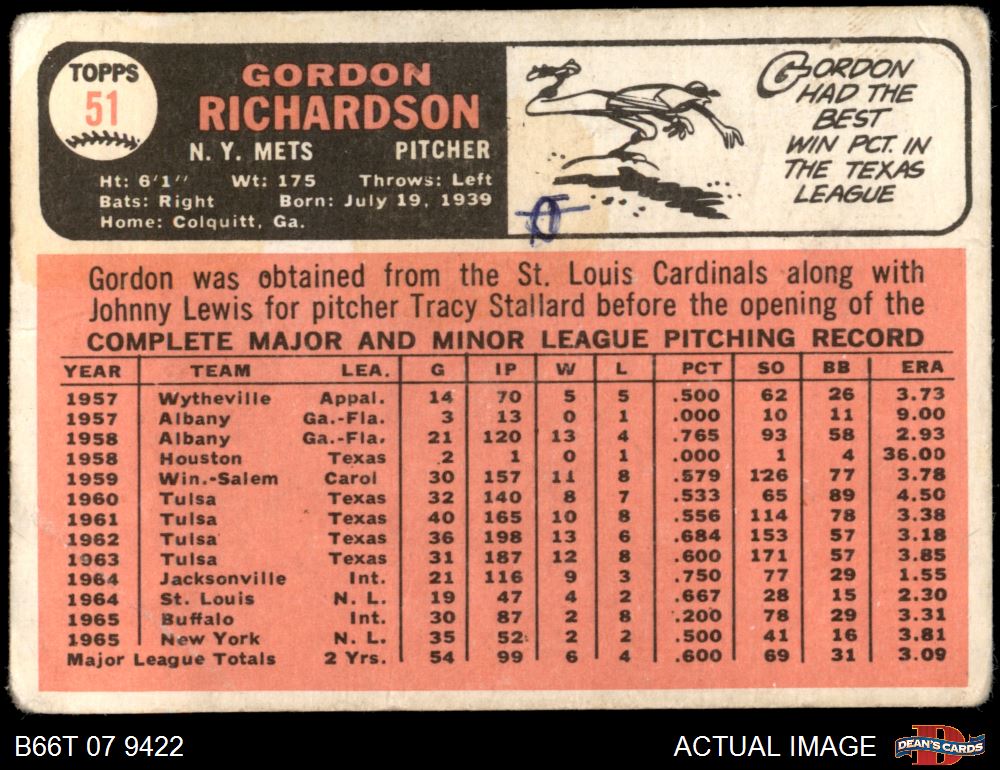 TOPPS
51
GORDON
RICHARDSON
N. Y. METS PITCHER
Ht: 6'1" Wt: 175 Throws: Left
Bats: Right Born: July 19, 1939
Home: Colquitt, Ga.
GORDON
HAD THE
BEST
WIN PCT. IN
THE TEXAS
LEAGUE
Gordon was obtained from the St. Louis Cardinals along with
Johnny Lewis for pitcher Tracy Stallard before the opening of the
COMPLETE MAJOR AND MINOR LEAGUE PITCHING RECORD
YEAR TEAM LEA. G IP W L PCT SO BB ERA
1957 Wytheville Appal. 14 70 5 5 .500 62 26 3.73
1957 Albany Ga.-Fla. 3 13 0 1 .000 10 11 9.00
1958 Albany Ga.-Fla. 21 120 13 4 .765 93 58 2.93
1958 Houston Texas 2 1 0 1 .000 1 4 36.00
1959 Win.-Salem Carol 30 157 11 8 .579 126 77 3.78
1960 Tulsa Texas 32 140 8 7 .533 65 89 4.50
1961 Tulsa Texas 40 165 10 8 .556 114 78 3.38
1962 Tulsa Texas 36 198 13 6 .684 153 57 3.18
1963 Tulsa Texas 31 187 12 8 .600 171 57 3.85
1964 Jacksonville Int. 21 116 9 3 .750 77 29 1.55
1964 St. Louis N. L. 19 47 4 2 .667 28 15 2.30
1965 Buffalo Int. 30 87 2 8 .200 78 29 3.31
1965 New York N. L. 35 52 2 2 .500 41 16 3.81
Major League Totals 2 Yrs. 54 99 6 4 .600 69 31 3.09
B66T 07 9422 ACTUAL IMAGE DEAN'S CARDS